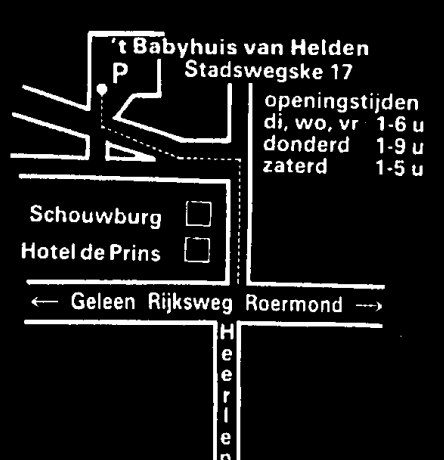 't Babyhuis van Helden
P
Stadswegske 17
openingstijden
di, wo, vr 1-6 u
donderd 1-9 u
zaterd 1-5 u
Schouwburg
Hotel de Prins
← Geleen Rijksweg Roermond →
Heerlen